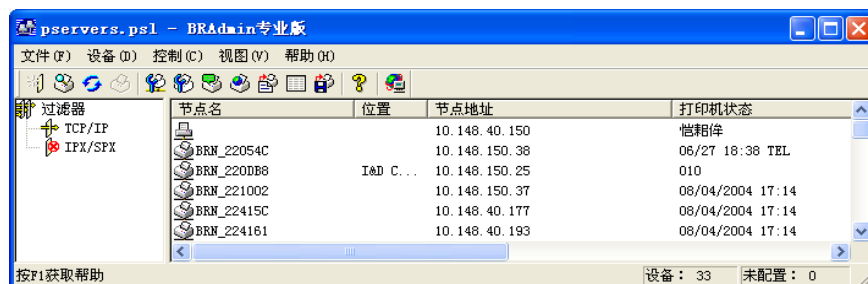 pservers.psl - BRAdmin专业版
文件(F) 设备(D) 控制(C) 视图(V) 帮助(H)
过滤器
TCP/IP
IPX/SPX
节点名 位置 节点地址 打印机状态
10.148.40.150 恺耜侔
BRN_22054C 10.148.150.38 06/27 18:38 TEL
BRN_220DB8 I&D C... 10.148.150.25 010
BRN_221002 10.148.150.37 08/04/2004 17:14
BRN_22415C 10.148.40.177 08/04/2004 17:14
BRN_224161 10.148.40.193 08/04/2004 17:14
按F1获取帮助 设备: 33 未配置: 0